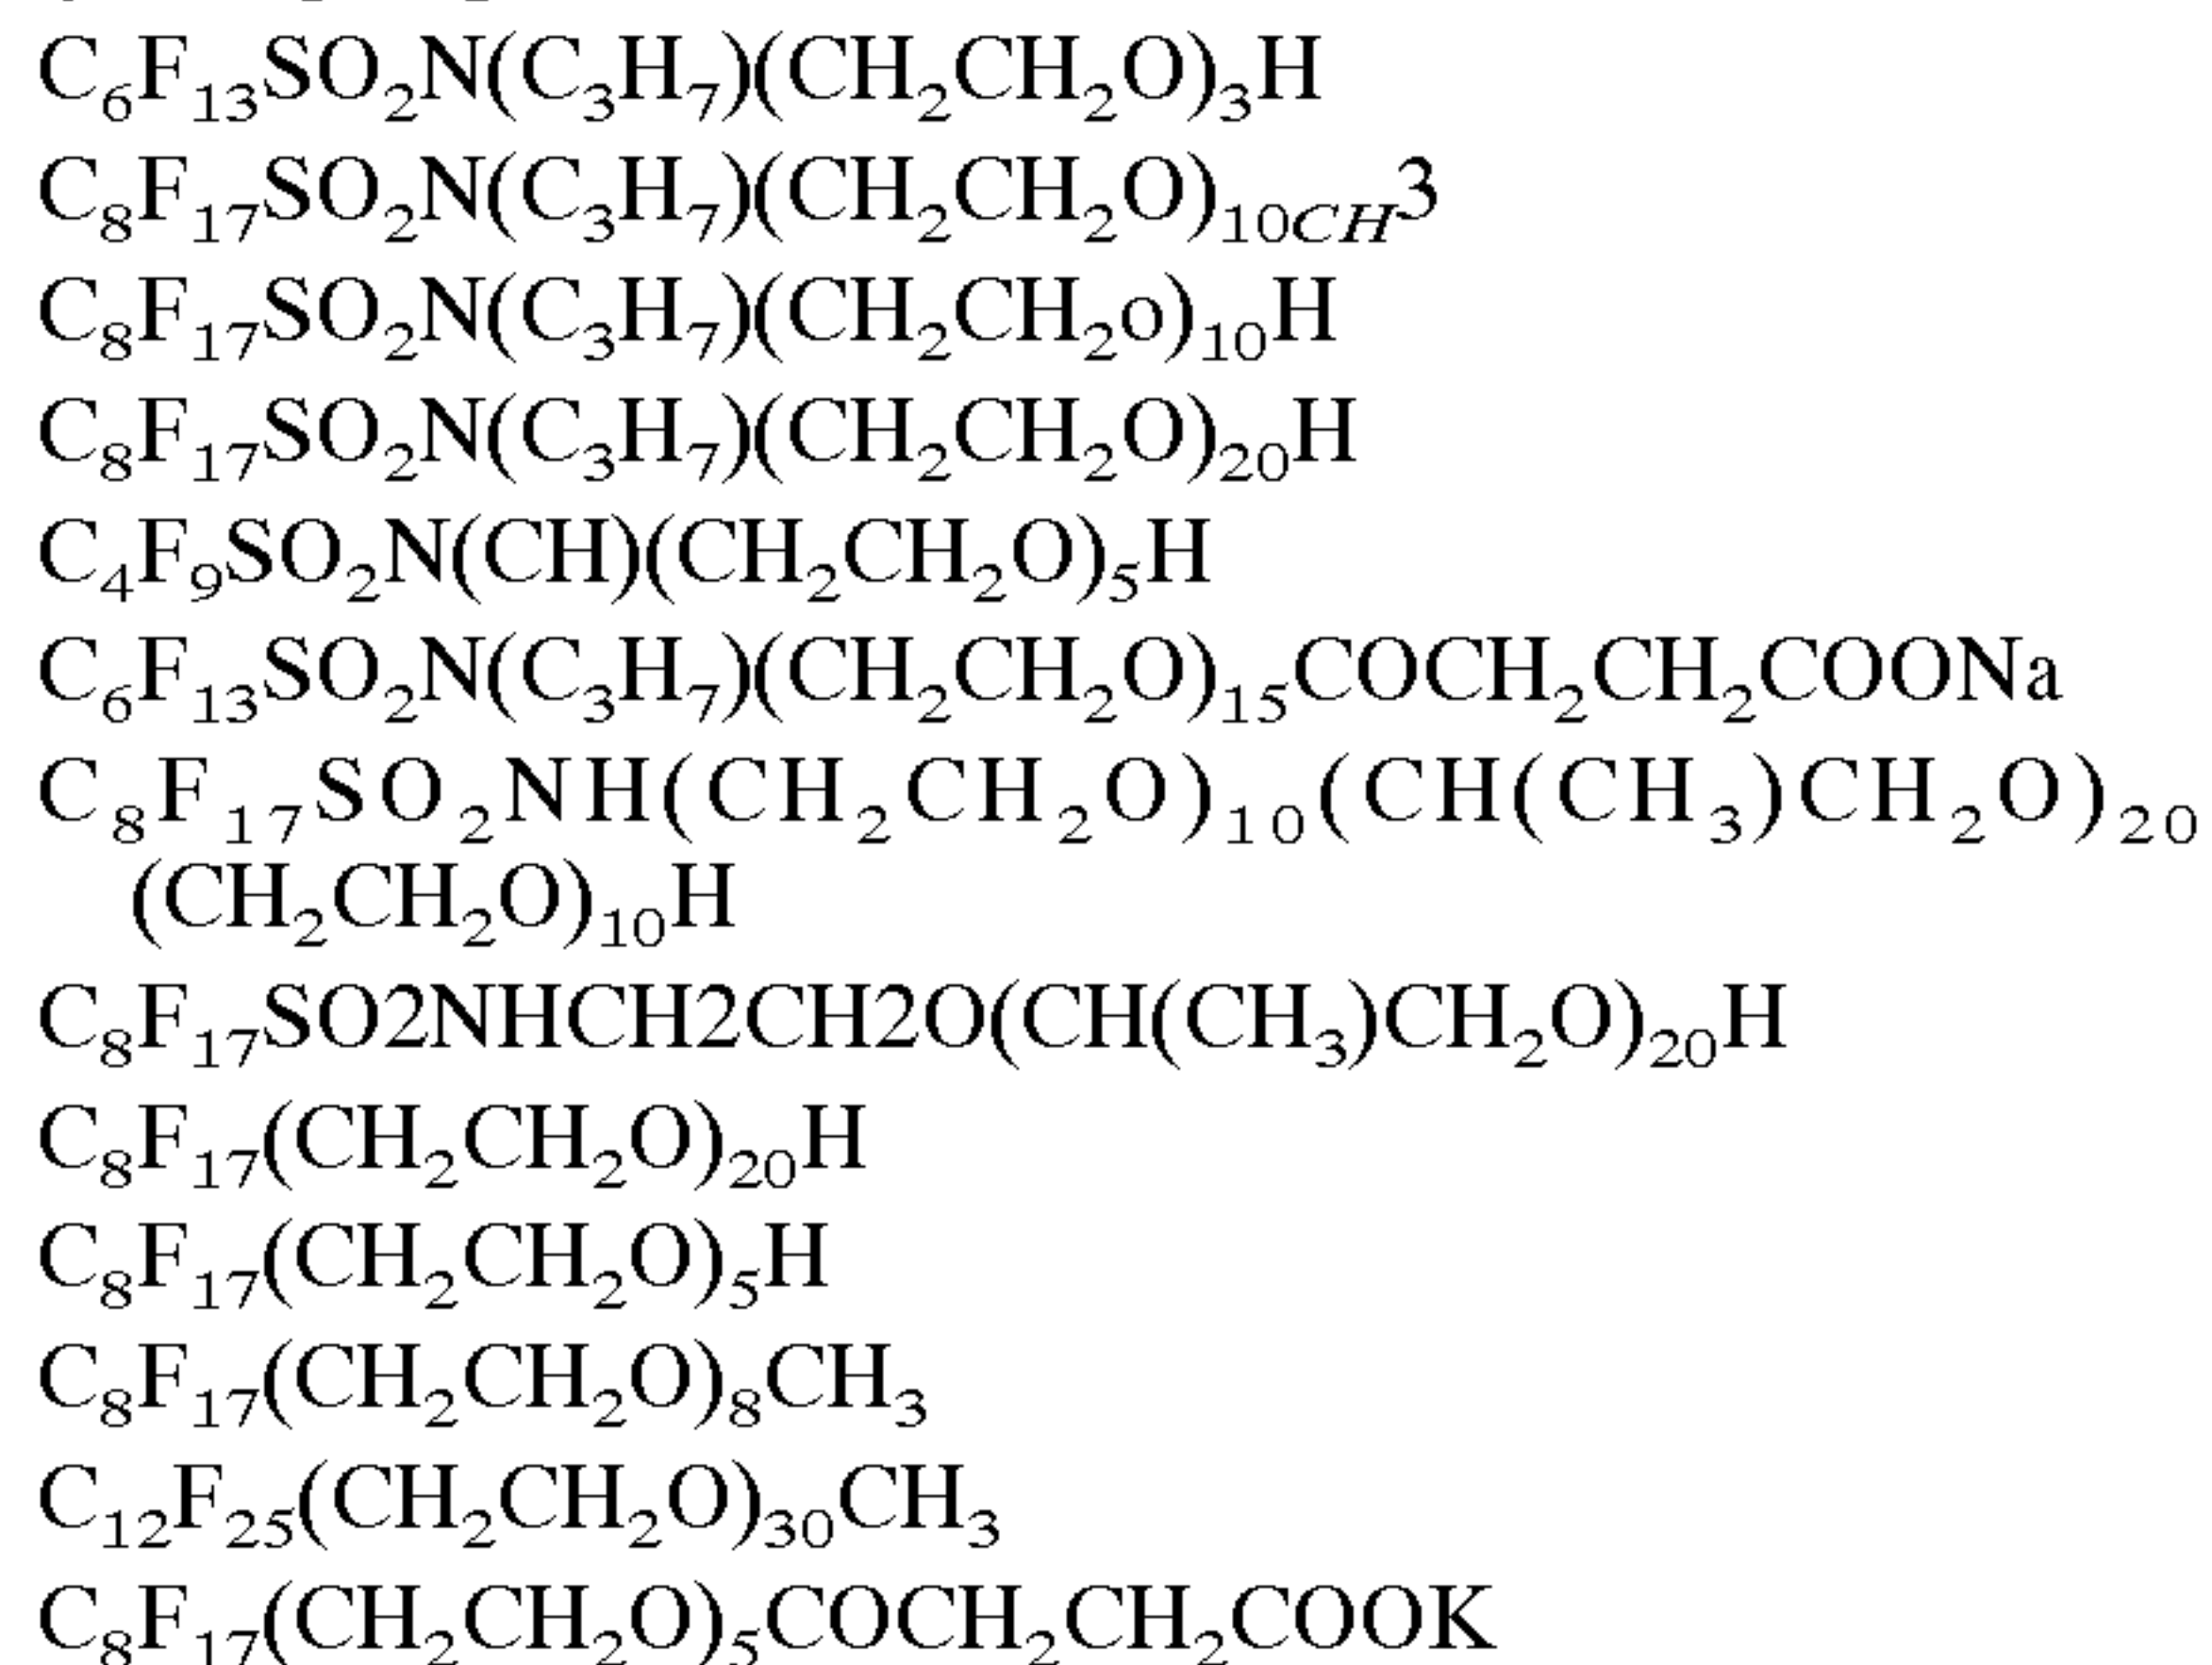 C₆F₁₃SO₂N(C₃H₇)(CH₂CH₂O)₃H
C₈F₁₇SO₂N(C₃H₇)(CH₂CH₂O)₁₀CH3
C₈F₁₇SO₂N(C₃H₇)(CH₂CH₂o)₁₀H
C₈F₁₇SO₂N(C₃H₇)(CH₂CH₂O)₂₀H
C₄F₉SO₂N(CH)(CH₂CH₂O)₅H
C₆F₁₃SO₂N(C₃H₇)(CH₂CH₂O)₁₅COCH₂CH₂COONa
C₈F₁₇SO₂NH(CH₂CH₂O)₁₀(CH(CH₃)CH₂O)₂₀
(CH₂CH₂O)₁₀H
C₈F₁₇SO2NHCH2CH2O(CH(CH₃)CH₂O)₂₀H
C₈F₁₇(CH₂CH₂O)₂₀H
C₈F₁₇(CH₂CH₂O)₅H
C₈F₁₇(CH₂CH₂O)₈CH₃
C₁₂F₂₅(CH₂CH₂O)₃₀CH₃
C₈F₁₇(CH₂CH₂O)₅COCH₂CH₂COOK